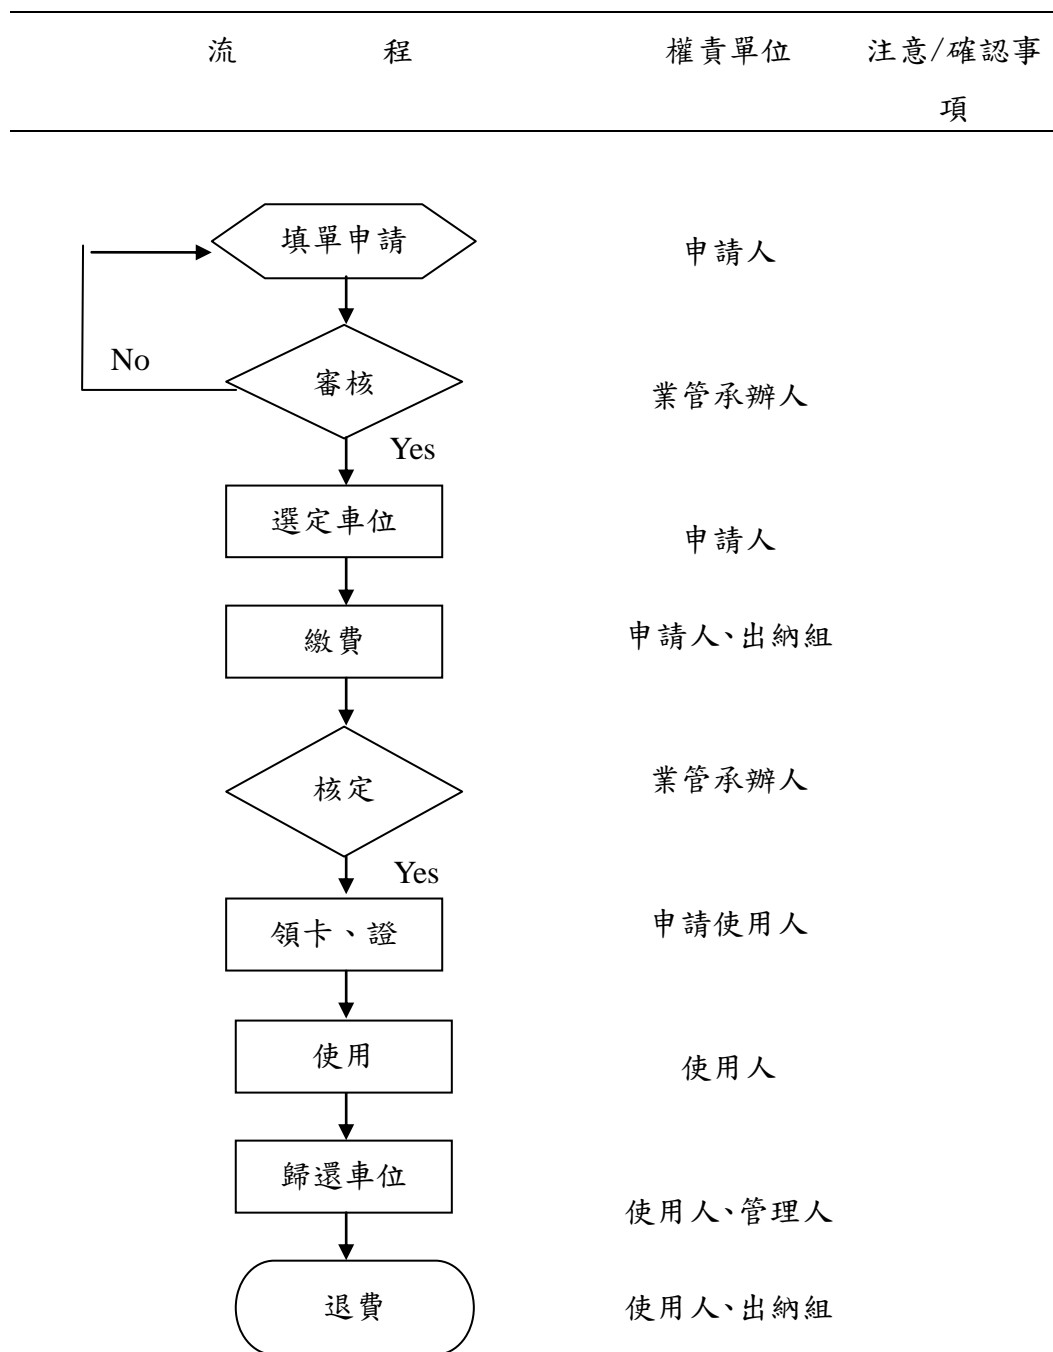 流 程 權責單位 注意/確認事
項
填單申請 申請人
No 審核 業管承辦人
Yes
選定車位 申請人
繳費 申請人、出納組
核定 業管承辦人
Yes
領卡、證 申請使用人
使用 使用人
歸還車位 使用人、管理人
退費 使用人、出納組